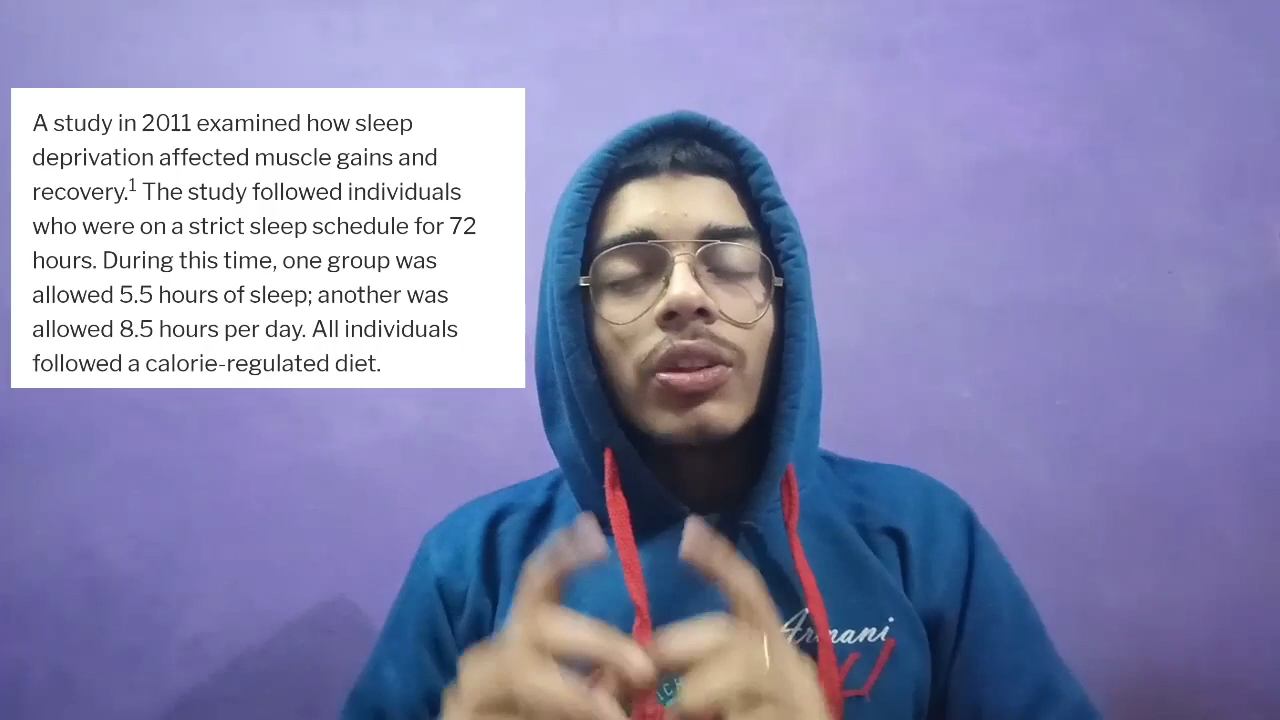 A study in 2011 examined how sleep
deprivation affected muscle gains and
recovery.¹ The study followed individuals
who were on a strict sleep schedule for 72
hours. During this time, one group was
allowed 5.5 hours of sleep; another was
allowed 8.5 hours per day. All individuals
followed a calorie-regulated diet.
Armani